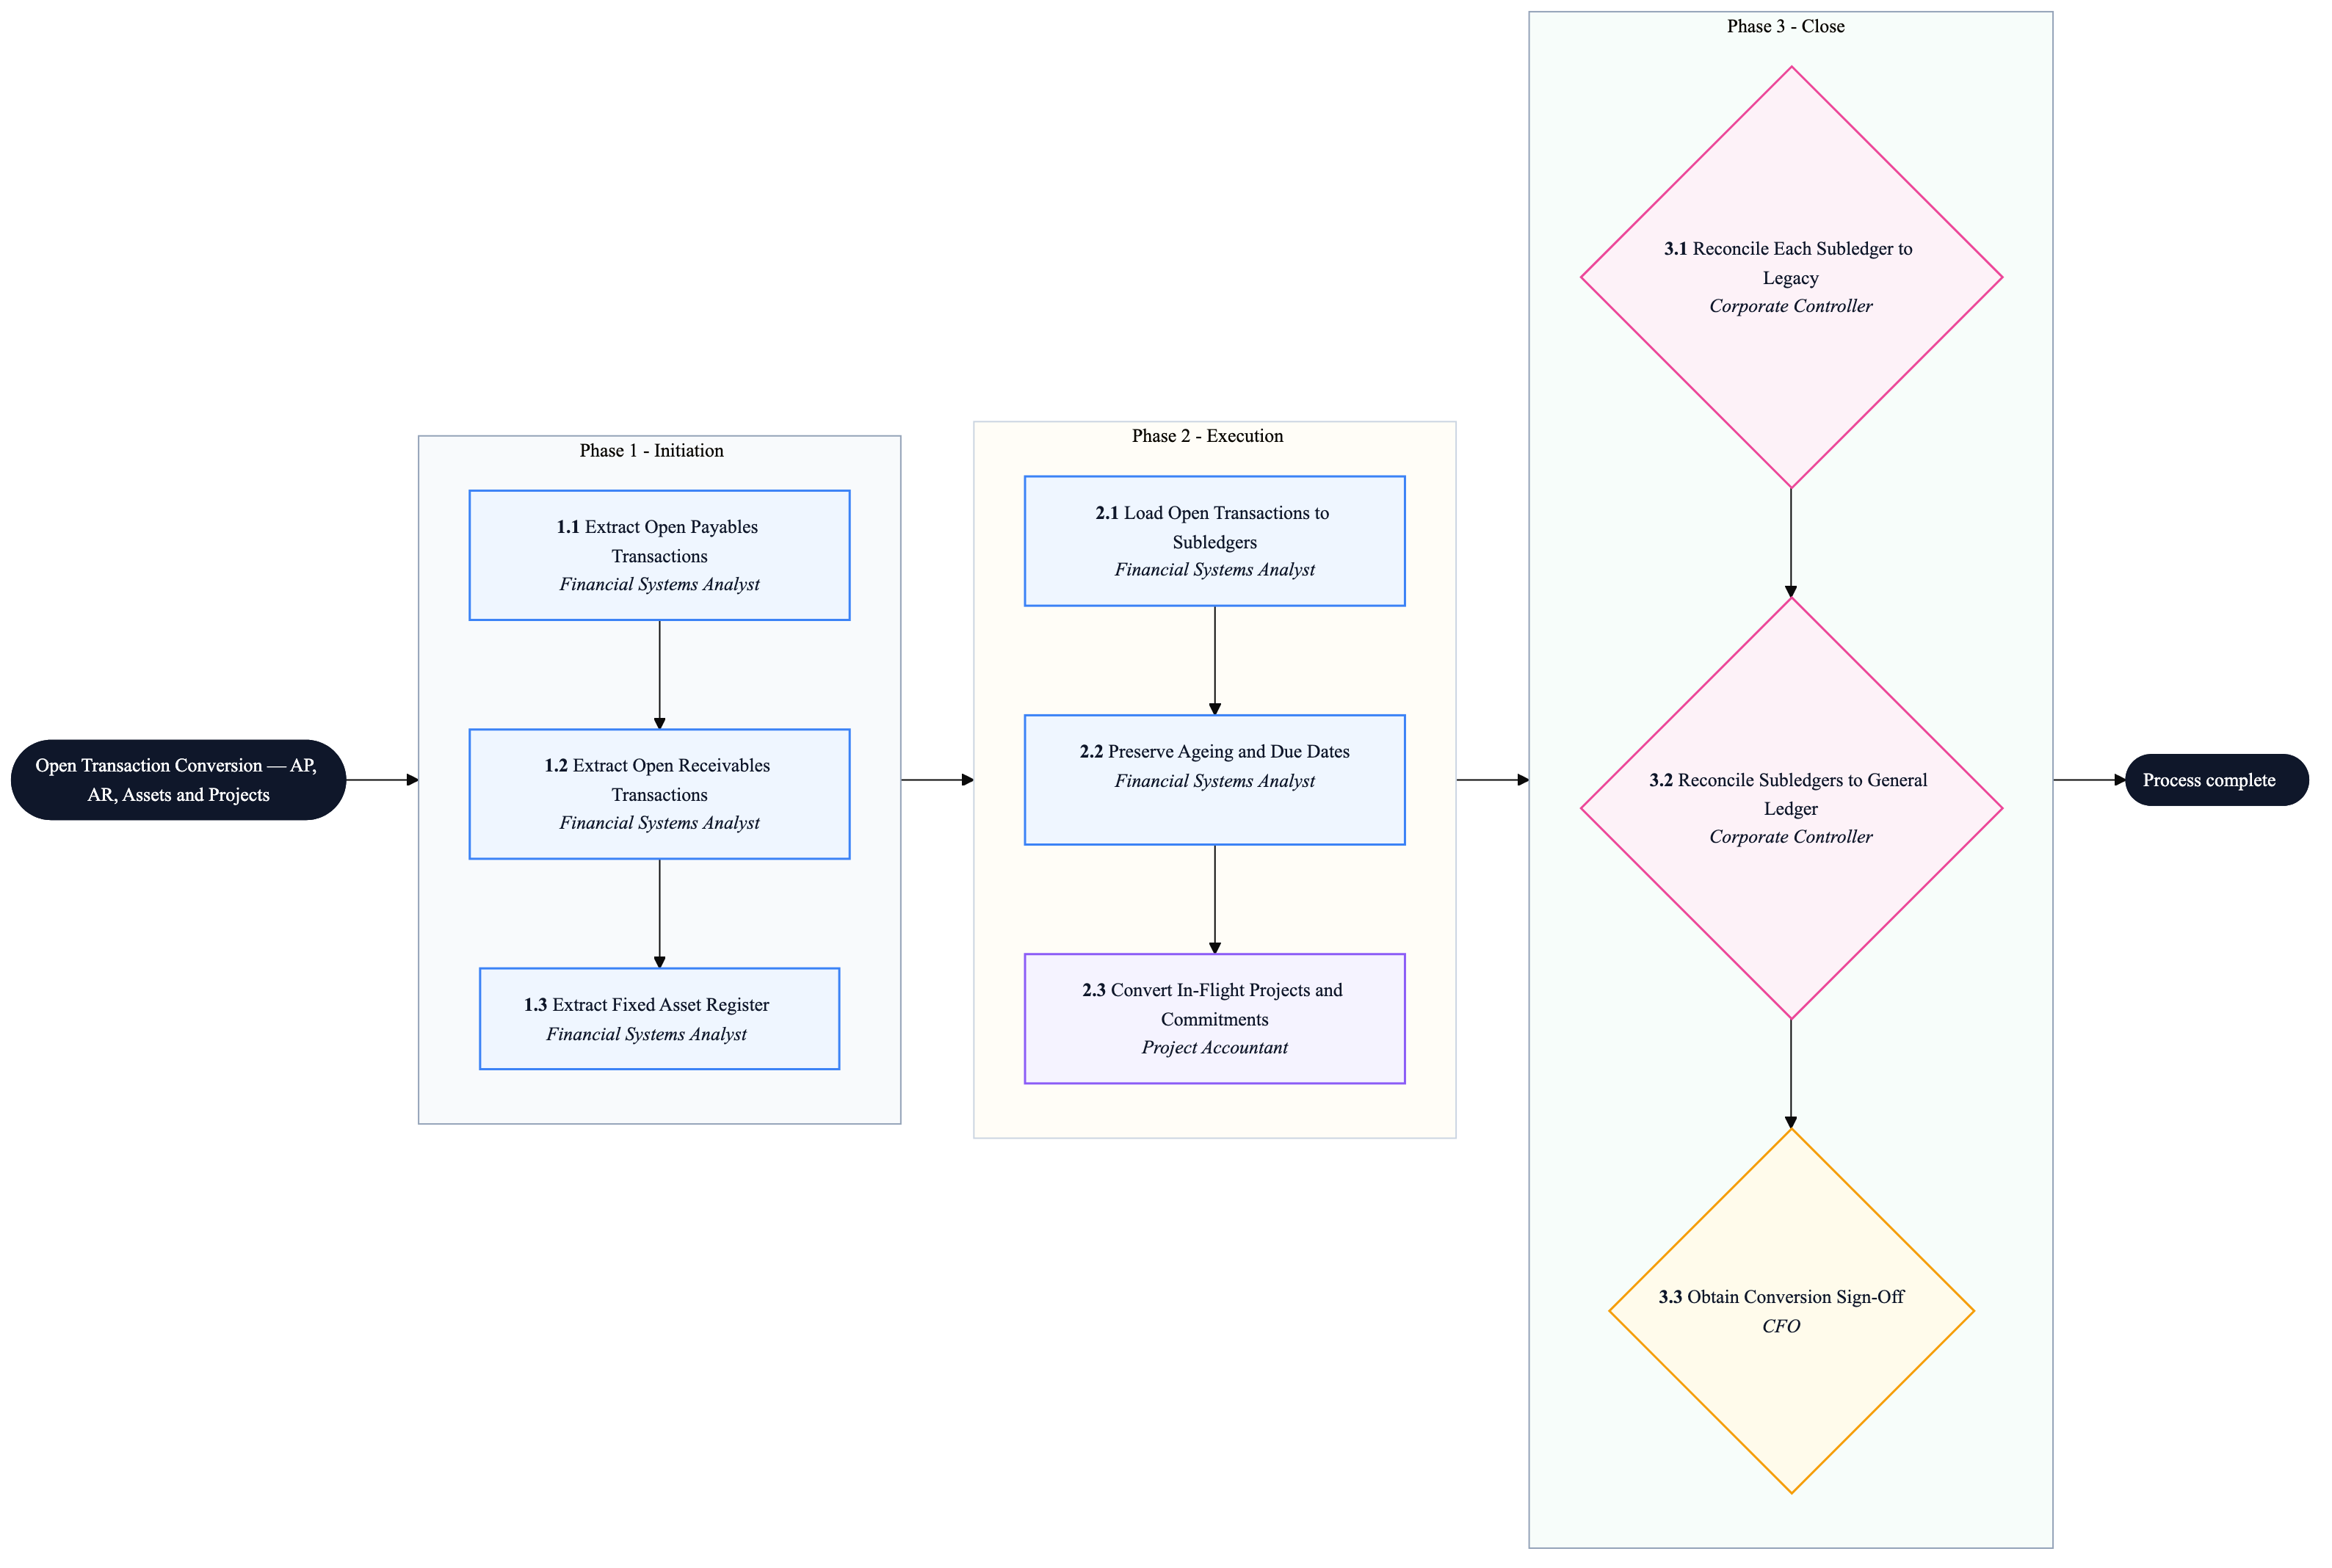 Open Transaction Conversion — AP,
AR, Assets and Projects
Phase 1 - Initiation
1.1 Extract Open Payables
Transactions
Financial Systems Analyst
1.2 Extract Open Receivables
Transactions
Financial Systems Analyst
1.3 Extract Fixed Asset Register
Financial Systems Analyst
Phase 2 - Execution
2.1 Load Open Transactions to
Subledgers
Financial Systems Analyst
2.2 Preserve Ageing and Due Dates
Financial Systems Analyst
2.3 Convert In-Flight Projects and
Commitments
Project Accountant
Phase 3 - Close
3.1 Reconcile Each Subledger to
Legacy
Corporate Controller
3.2 Reconcile Subledgers to General
Ledger
Corporate Controller
3.3 Obtain Conversion Sign-Off
CFO
Process complete